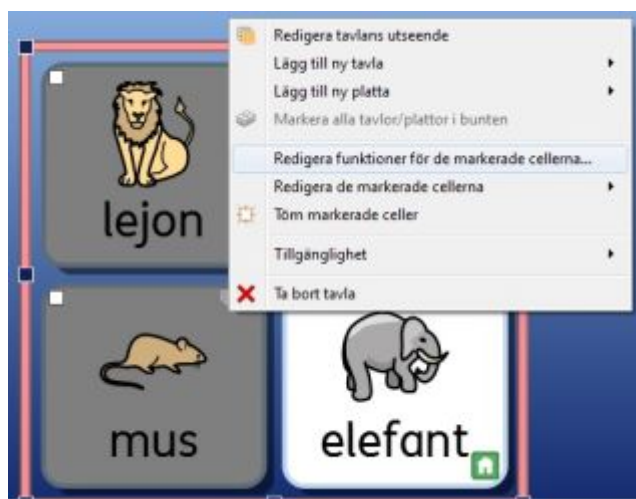 Redigera tavlans utseende
Lägg till ny tavla
Lägg till ny platta
Markera alla tavlor/plattor i bunten
Redigera funktioner för de markerade cellerna...
Redigera de markerade cellerna
Töm markerade celler
Tillgänglighet
Ta bort tavla
lejon
mus
elefant